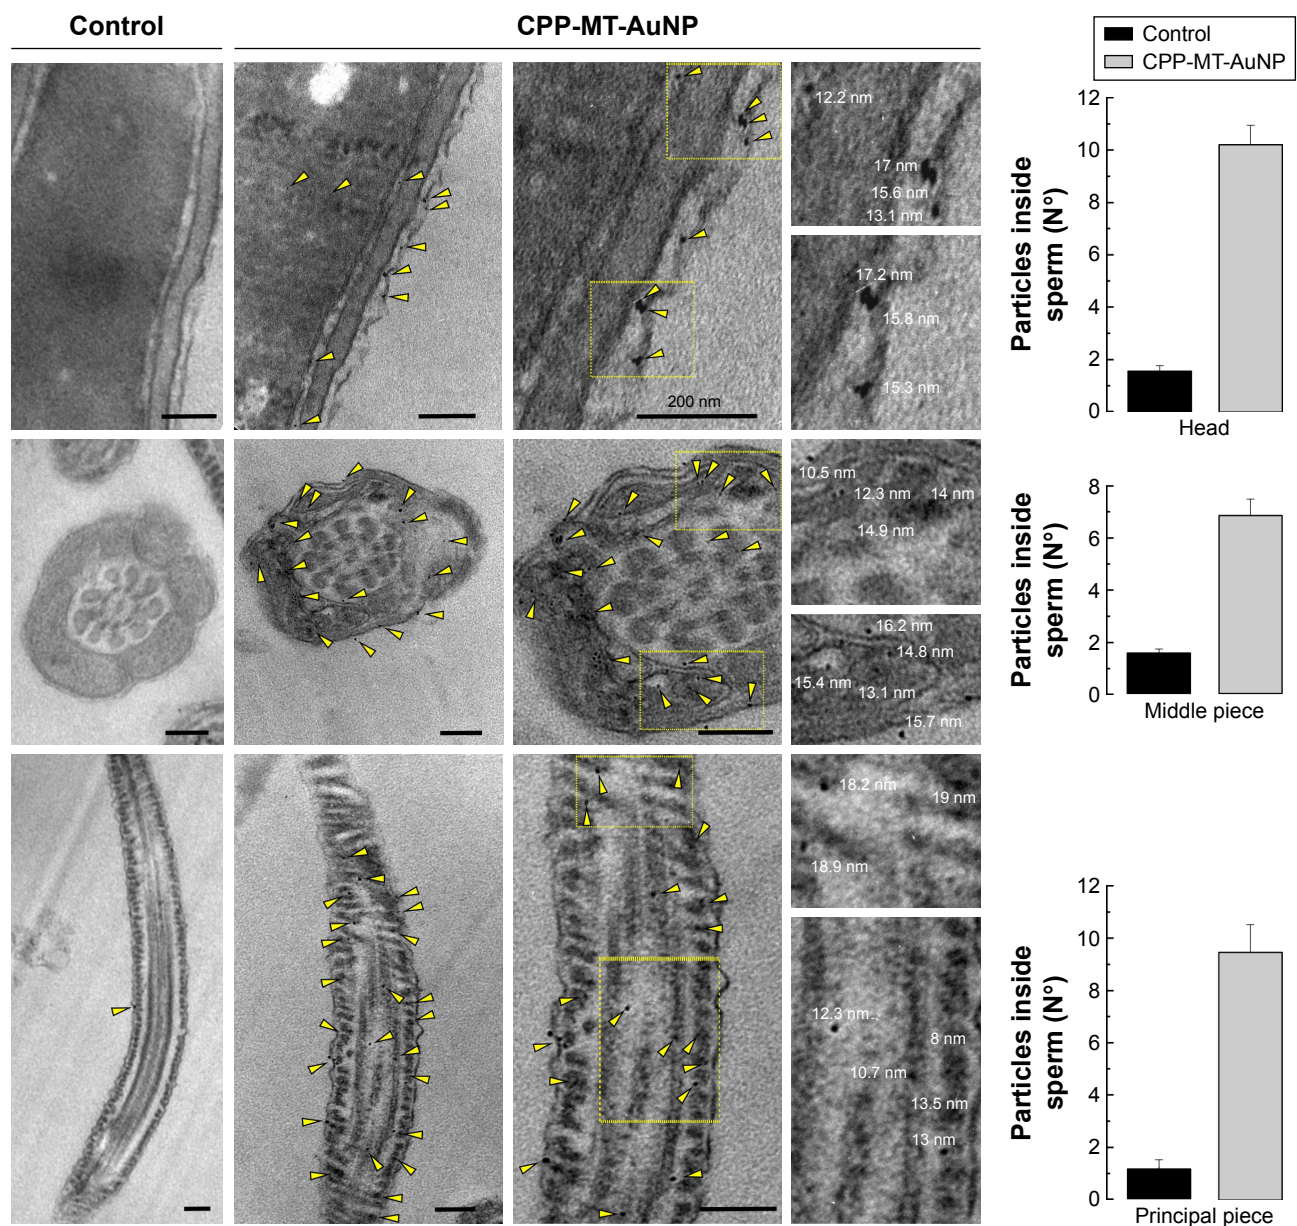 Control
CPP-MT-AuNP
Control
CPP-MT-AuNP
12.2 nm
17 nm
15.6 nm
13.1 nm
17.2 nm
15.8 nm
15.3 nm
200 nm
Particles inside
sperm (N°)
12
10
8
6
4
2
0
Head
10.5 nm
12.3 nm
14 nm
14.9 nm
16.2 nm
14.8 nm
15.4 nm
13.1 nm
15.7 nm
Particles inside
sperm (N°)
8
6
4
2
0
Middle piece
18.2 nm
19 nm
18.9 nm
12.3 nm
8 nm
10.7 nm
13.5 nm
13 nm
Particles inside
sperm (N°)
12
10
8
6
4
2
0
Principal piece